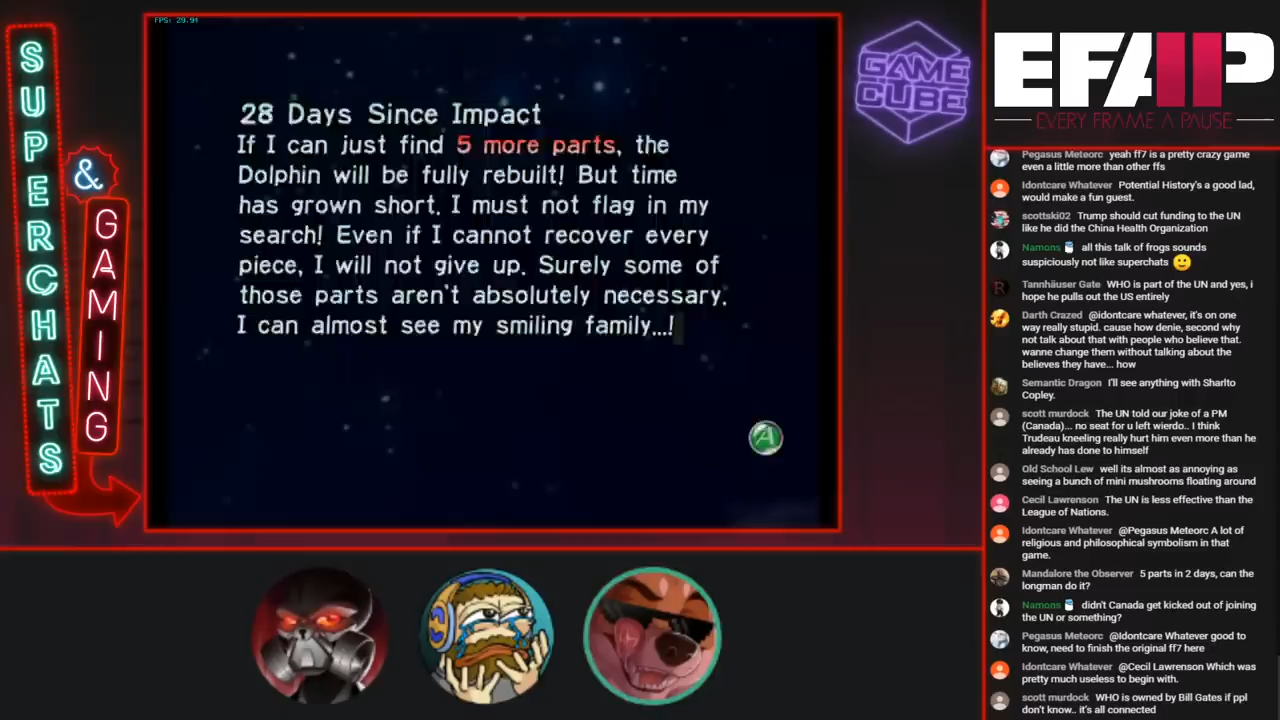 FPS: 29.94
SUPERCHATS
&
GAMING
28 Days Since Impact
If I can just find 5 more parts, the
Dolphin will be fully rebuilt! But time
has grown short. I must not flag in my
search! Even if I cannot recover every
piece, I will not give up. Surely some of
those parts aren't absolutely necessary.
I can almost see my smiling family...!
A
GAME
CUBE
EFAP
EVERY FRAME A PAUSE
Pegasus Meteorc yeah ff7 is a pretty crazy game
even a little more than other ffs
Idontcare Whatever Potential History's a good lad,
would make a fun guest.
scottski02 Trump should cut funding to the UN
like he did the China Health Organization
Namons all this talk of frogs sounds
suspiciously not like superchats
Tannhäuser Gate WHO is part of the UN and yes, i
hope he pulls out the US entirely
Darth Crazed @idontcare whatever, it's on one
way really stupid. cause how denie, second why
not talk about that with people who believe that.
wanne change them without talking about the
believes they have... how
Semantic Dragon I'll see anything with Sharlto
Copley.
scott murdock The UN told our joke of a PM
(Canada)... no seat for u left wierdo.. I think
Trudeau kneeling really hurt him even more than he
already has done to himself
Old School Lew well its almost as annoying as
seeing a bunch of mini mushrooms floating around
Cecil Lawrenson The UN is less effective than the
League of Nations.
Idontcare Whatever @Pegasus Meteorc A lot of
religious and philosophical symbolism in that
game.
Mandalore the Observer 5 parts in 2 days, can the
longman do it?
Namons didn't Canada get kicked out of joining
the UN or something?
Pegasus Meteorc @Idontcare Whatever good to
know, need to finish the original ff7 here
Idontcare Whatever @Cecil Lawrenson Which was
pretty much useless to begin with.
scott murdock WHO is owned by Bill Gates if ppl
don't know.. it's all connected